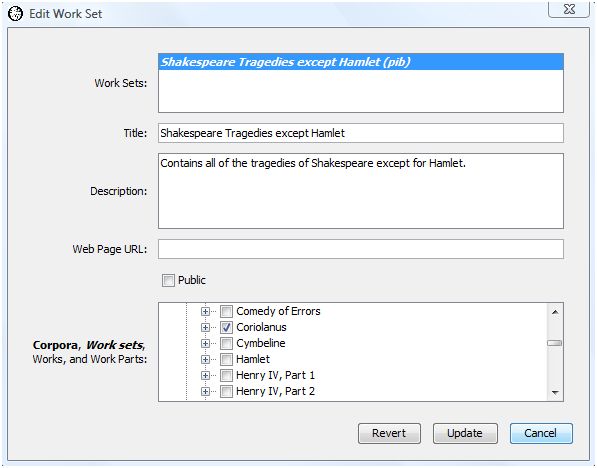 Edit Work Set
Work Sets:
Shakespeare Tragedies except Hamlet (pib)
Title:
Shakespeare Tragedies except Hamlet
Description:
Contains all of the tragedies of Shakespeare except for Hamlet.
Web Page URL:
Public
Corpora, Work sets,
Works, and Work Parts:
Comedy of Errors
Coriolanus
Cymbeline
Hamlet
Henry IV, Part 1
Henry IV, Part 2
Revert
Update
Cancel